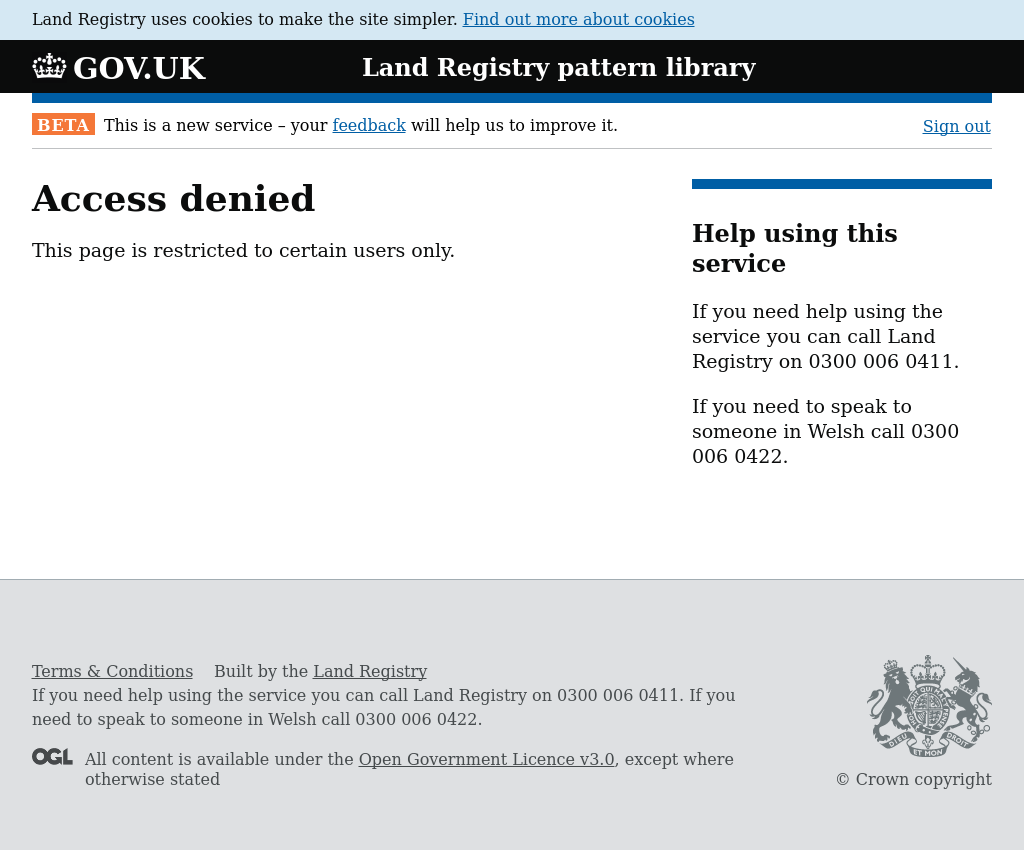 Land Registry uses cookies to make the site simpler. Find out more about cookies
GOV.UK
Land Registry pattern library
BETA This is a new service – your feedback will help us to improve it.
Sign out
Access denied
This page is restricted to certain users only.
Help using this
service
If you need help using the
service you can call Land
Registry on 0300 006 0411.
If you need to speak to
someone in Welsh call 0300
006 0422.
Terms & Conditions Built by the Land Registry
If you need help using the service you can call Land Registry on 0300 006 0411. If you
need to speak to someone in Welsh call 0300 006 0422.
OGL
All content is available under the Open Government Licence v3.0, except where
otherwise stated
DIEU ET MON DROIT
© Crown copyright